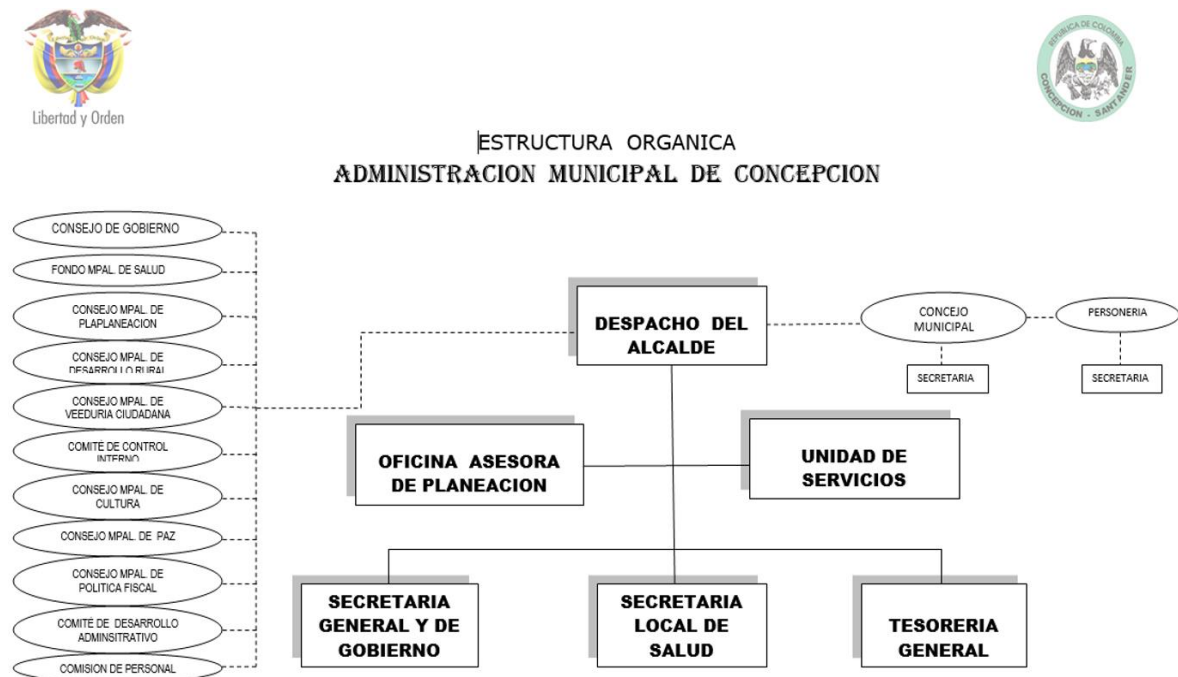 Libertad y Orden
REPUBLICA DE COLOMBIA
CONCEPCION - SANTANDER
ESTRUCTURA ORGANICA
ADMINISTRACION MUNICIPAL DE CONCEPCION
CONSEJO DE GOBIERNO
FONDO MPAL. DE SALUD
CONSEJO MPAL. DE
PLAPLANEACION
CONSEJO MPAL. DE
DESARROLLO RURAL
CONSEJO MPAL. DE
VEEDURIA CIUDADANA
COMITÉ DE CONTROL
INTERNO
CONSEJO MPAL. DE
CULTURA
CONSEJO MPAL. DE PAZ
CONSEJO MPAL. DE
POLITICA FISCAL
COMITÉ DE DESARROLLO
ADMINSITRATIVO
COMISION DE PERSONAL
DESPACHO DEL
ALCALDE
CONCEJO
MUNICIPAL
PERSONERIA
SECRETARIA
SECRETARIA
OFICINA ASESORA
DE PLANEACION
UNIDAD DE
SERVICIOS
SECRETARIA
GENERAL Y DE
GOBIERNO
SECRETARIA
LOCAL DE
SALUD
TESORERIA
GENERAL